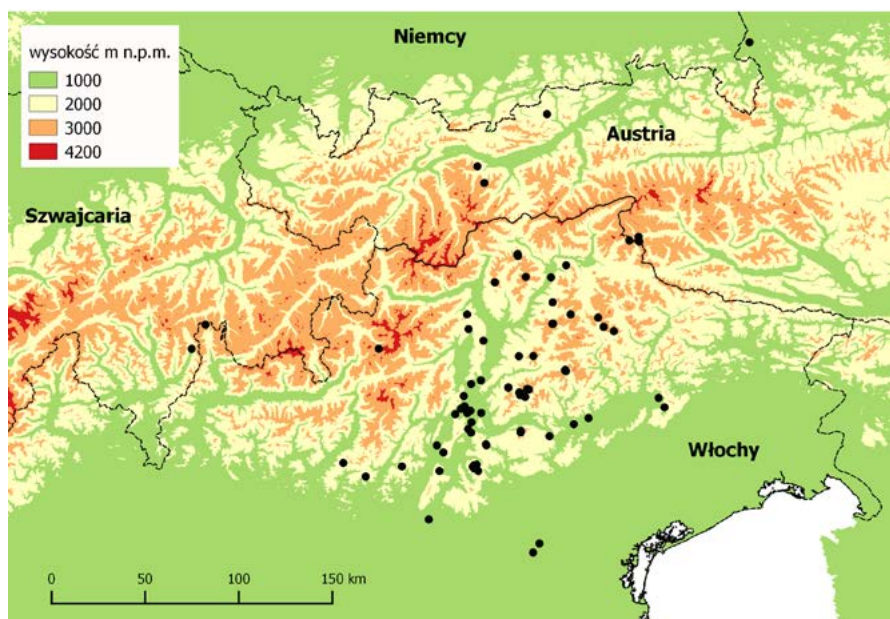 Niemcy
wysokość m n.p.m.
1000
2000
3000
4200
Austria
Szwajcaria
Włochy
0 50 100 150 km